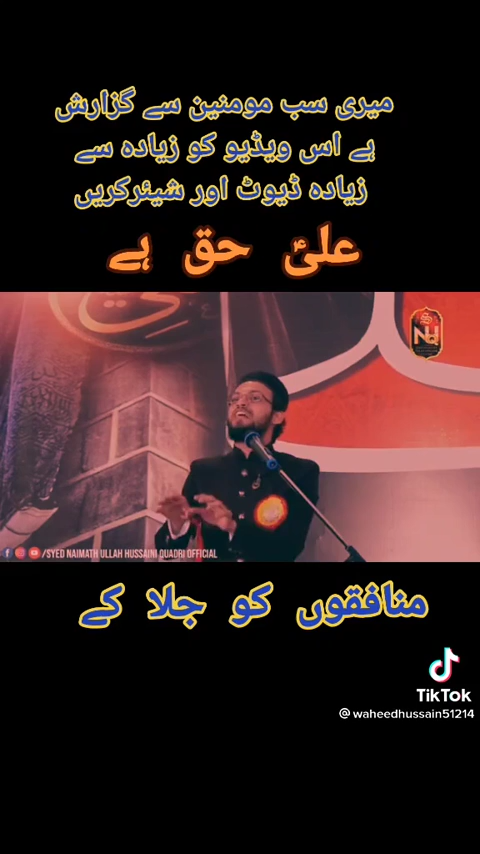 میری سب مومنین سے گزارش
ہے اس ویڈیو کو زیادہ سے
زیادہ ڈیوٹ اور شیئرکریں
علیؑ حق ہے
NQ
/SYED NAIMATH ULLAH HUSSAINI QUADRI OFFICIAL
منافقوں کو جلا کے
TikTok
@waheedhussain51214